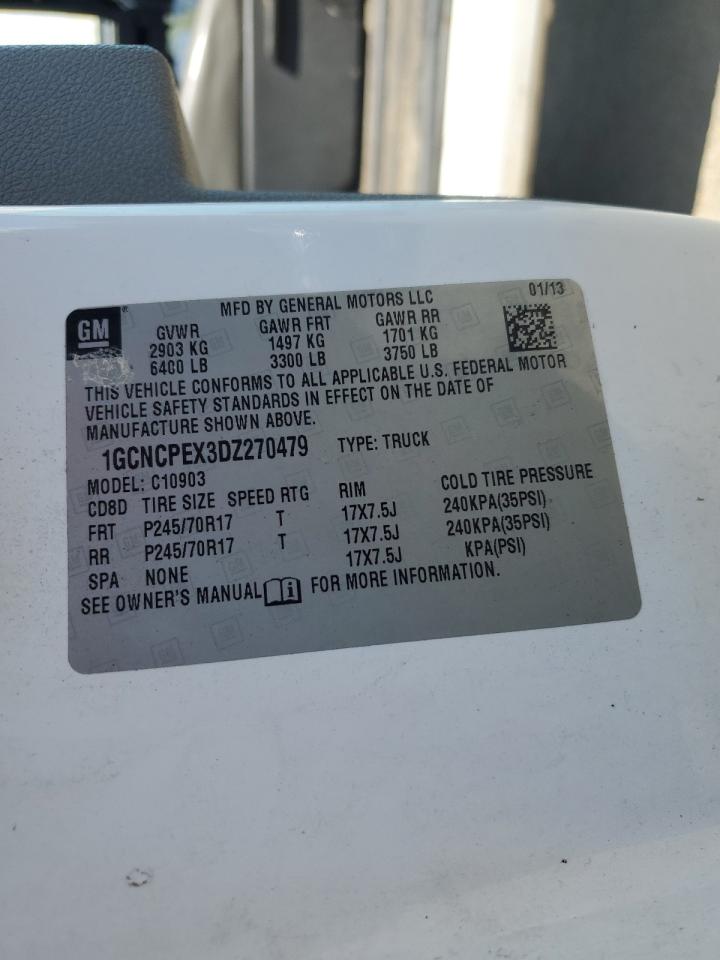 MFD BY GENERAL MOTORS LLC 01/13
GM GVWR GAWR FRT GAWR RR
2903 KG 1497 KG 1701 KG
6400 LB 3300 LB 3750 LB
THIS VEHICLE CONFORMS TO ALL APPLICABLE U.S. FEDERAL MOTOR
VEHICLE SAFETY STANDARDS IN EFFECT ON THE DATE OF
MANUFACTURE SHOWN ABOVE.
1GCNCPEX3DZ270479 TYPE: TRUCK
MODEL: C10903
CD8D TIRE SIZE SPEED RTG RIM COLD TIRE PRESSURE
FRT P245/70R17 T 17X7.5J 240KPA(35PSI)
RR P245/70R17 T 17X7.5J 240KPA(35PSI)
SPA NONE 17X7.5J KPA(PSI)
SEE OWNER'S MANUAL i FOR MORE INFORMATION.